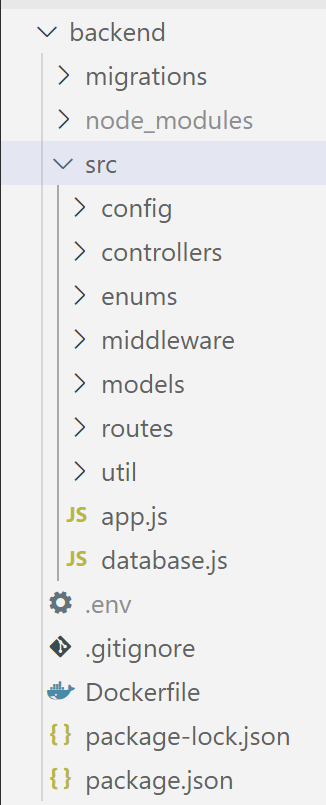 backend
migrations
node_modules
src
config
controllers
enums
middleware
models
routes
util
JS app.js
JS database.js
.env
.gitignore
Dockerfile
{} package-lock.json
{} package.json